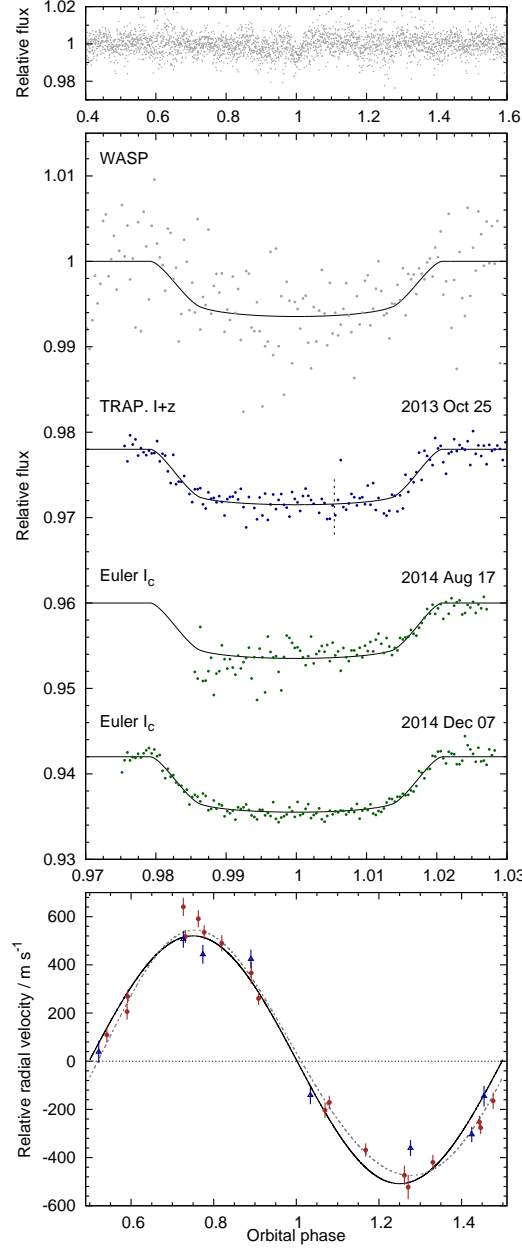 Relative flux
1.02
1
0.98
0.4 0.6 0.8 1 1.2 1.4 1.6
Relative flux
WASP
1.01
1
0.99
TRAP. I+z 2013 Oct 25
0.98
0.97
Euler I_c 2014 Aug 17
0.96
0.95
Euler I_c 2014 Dec 07
0.94
0.93
0.97 0.98 0.99 1 1.01 1.02 1.03
Relative radial velocity / m s⁻¹
600
400
200
0
-200
-400
-600
0.6 0.8 1 1.2 1.4
Orbital phase